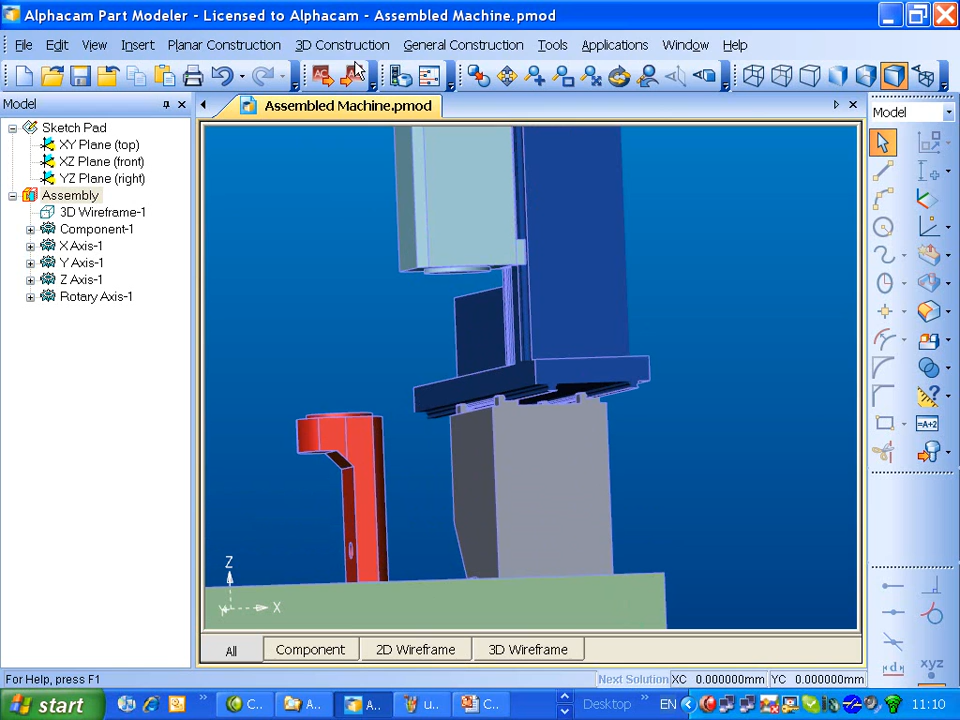 Alphacam Part Modeler - Licensed to Alphacam - Assembled Machine.pmod
File Edit View Insert Planar Construction 3D Construction General Construction Tools Applications Window Help
Model
Assembled Machine.pmod
Model
Sketch Pad
XY Plane (top)
XZ Plane (front)
YZ Plane (right)
Assembly
3D Wireframe-1
Component-1
X Axis-1
Y Axis-1
Z Axis-1
Rotary Axis-1
Z
Y
X
=A+2
[d]
xyz
All Component 2D Wireframe 3D Wireframe
For Help, press F1
Next Solution XC 0.000000mm YC 0.000000mm
start C.. A.. A.. u.. C.. Desktop » EN 11:10